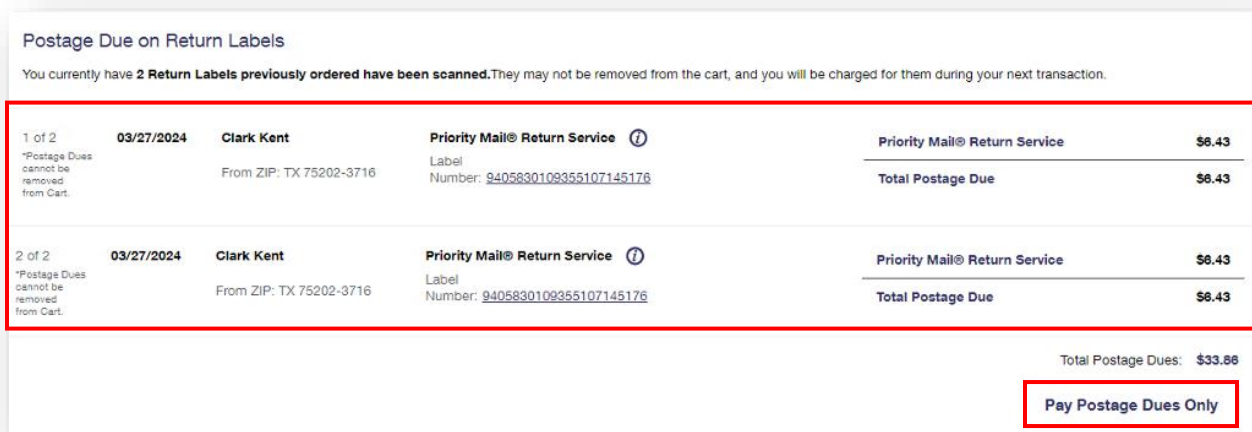 Postage Due on Return Labels
You currently have 2 Return Labels previously ordered have been scanned.They may not be removed from the cart, and you will be charged for them during your next transaction.
1 of 2
*Postage Dues
cannot be
removed
from Cart.
03/27/2024
Clark Kent
From ZIP: TX 75202-3716
Priority Mail® Return Service
Label
Number: 9405830109355107145176
Priority Mail® Return Service $6.43
Total Postage Due $6.43
2 of 2
*Postage Dues
cannot be
removed
from Cart.
03/27/2024
Clark Kent
From ZIP: TX 75202-3716
Priority Mail® Return Service
Label
Number: 9405830109355107145176
Priority Mail® Return Service $6.43
Total Postage Due $6.43
Total Postage Dues: $33.86
Pay Postage Dues Only